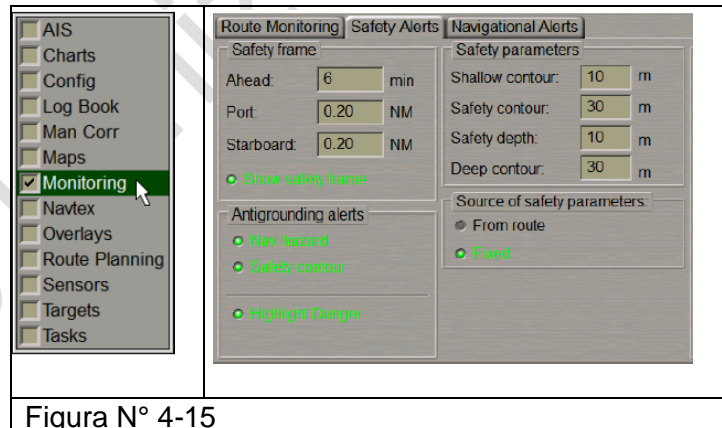 AIS
Charts
Config
Log Book
Man Corr
Maps
Monitoring
Navtex
Overlays
Route Planning
Sensors
Targets
Tasks
Route Monitoring Safety Alerts Navigational Alerts
Safety frame
Ahead: 6 min
Port: 0.20 NM
Starboard: 0.20 NM
Show safety frame
Antigrounding alerts
Nav. hazard
Safety contour
Highlight Danger
Safety parameters
Shallow contour: 10 m
Safety contour: 30 m
Safety depth: 10 m
Deep contour: 30 m
Source of safety parameters:
From route
Fixed
Figura N° 4-15